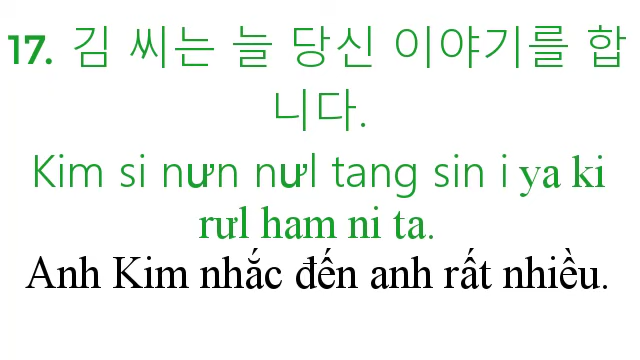 17. 김 씨는 늘 당신 이야기를 합
니다.
Kim si nưn nưl tang sin i ya ki
rưl ham ni ta.
Anh Kim nhắc đến anh rất nhiều.